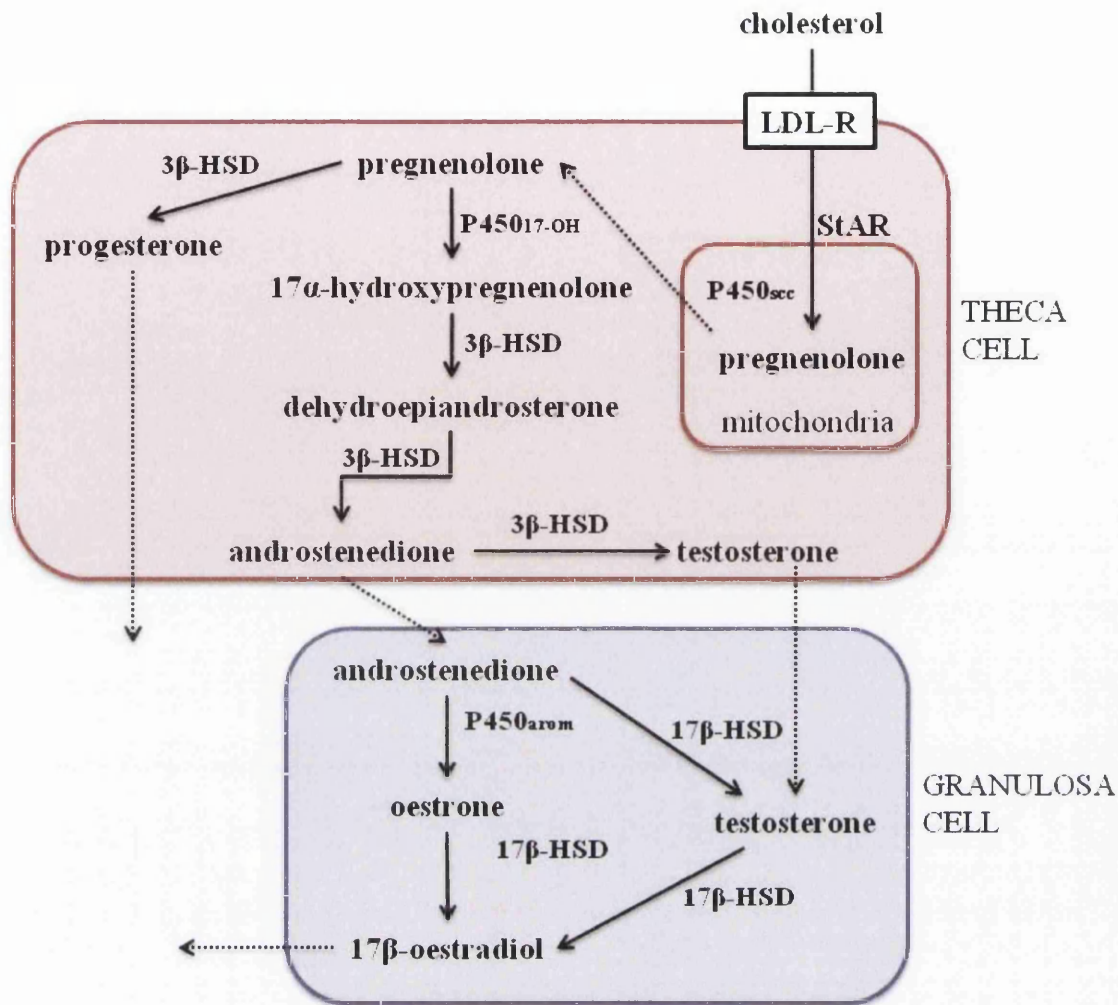 cholesterol
LDL-R
3β-HSD
pregnenolone
P45017-OH
StAR
progesterone
17α-hydroxypregnenolone
P450scc
3β-HSD
pregnenolone
THECA
CELL
dehydroepiandrosterone
mitochondria
3β-HSD
androstenedione
3β-HSD
testosterone
androstenedione
P450arom
17β-HSD
oestrone
testosterone
GRANULOSA
CELL
17β-HSD
17β-HSD
17β-oestradiol